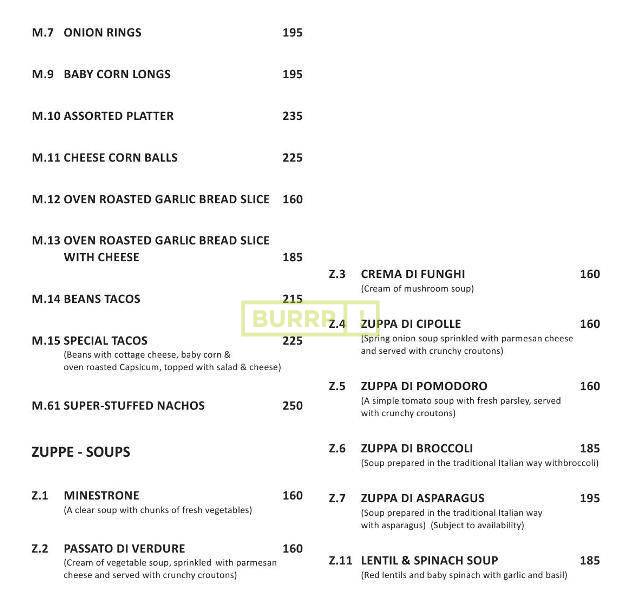 M.7 ONION RINGS 195
M.9 BABY CORN LONGS 195
M.10 ASSORTED PLATTER 235
M.11 CHEESE CORN BALLS 225
M.12 OVEN ROASTED GARLIC BREAD SLICE 160
M.13 OVEN ROASTED GARLIC BREAD SLICE
WITH CHEESE 185
M.14 BEANS TACOS 215
M.15 SPECIAL TACOS 225
(Beans with cottage cheese, baby corn &
oven roasted Capsicum, topped with salad & cheese)
M.61 SUPER-STUFFED NACHOS 250
ZUPPE - SOUPS
Z.1 MINESTRONE 160
(A clear soup with chunks of fresh vegetables)
Z.2 PASSATO DI VERDURE 160
(Cream of vegetable soup, sprinkled with parmesan
cheese and served with crunchy croutons)
Z.3 CREMA DI FUNGHI 160
(Cream of mushroom soup)
Z.4 ZUPPA DI CIPOLLE 160
(Spring onion soup sprinkled with parmesan cheese
and served with crunchy croutons)
Z.5 ZUPPA DI POMODORO 160
(A simple tomato soup with fresh parsley, served
with crunchy croutons)
Z.6 ZUPPA DI BROCCOLI 185
(Soup prepared in the traditional Italian way withbroccoli)
Z.7 ZUPPA DI ASPARAGUS 195
(Soup prepared in the traditional Italian way
with asparagus) (Subject to availability)
Z.11 LENTIL & SPINACH SOUP 185
(Red lentils and baby spinach with garlic and basil)